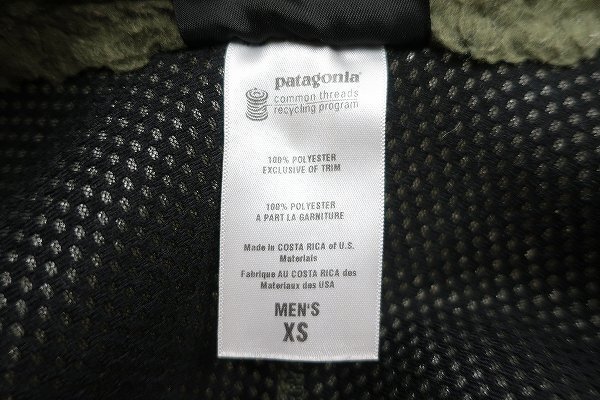 patagonia
common threads
recycling program
100% POLYESTER
EXCLUSIVE OF TRIM
100% POLYESTER
A PART LA GARNITURE
Made in COSTA RICA of U.S.
Materials
Fabrique AU COSTA RICA des
Materiaux des USA
MEN'S
XS